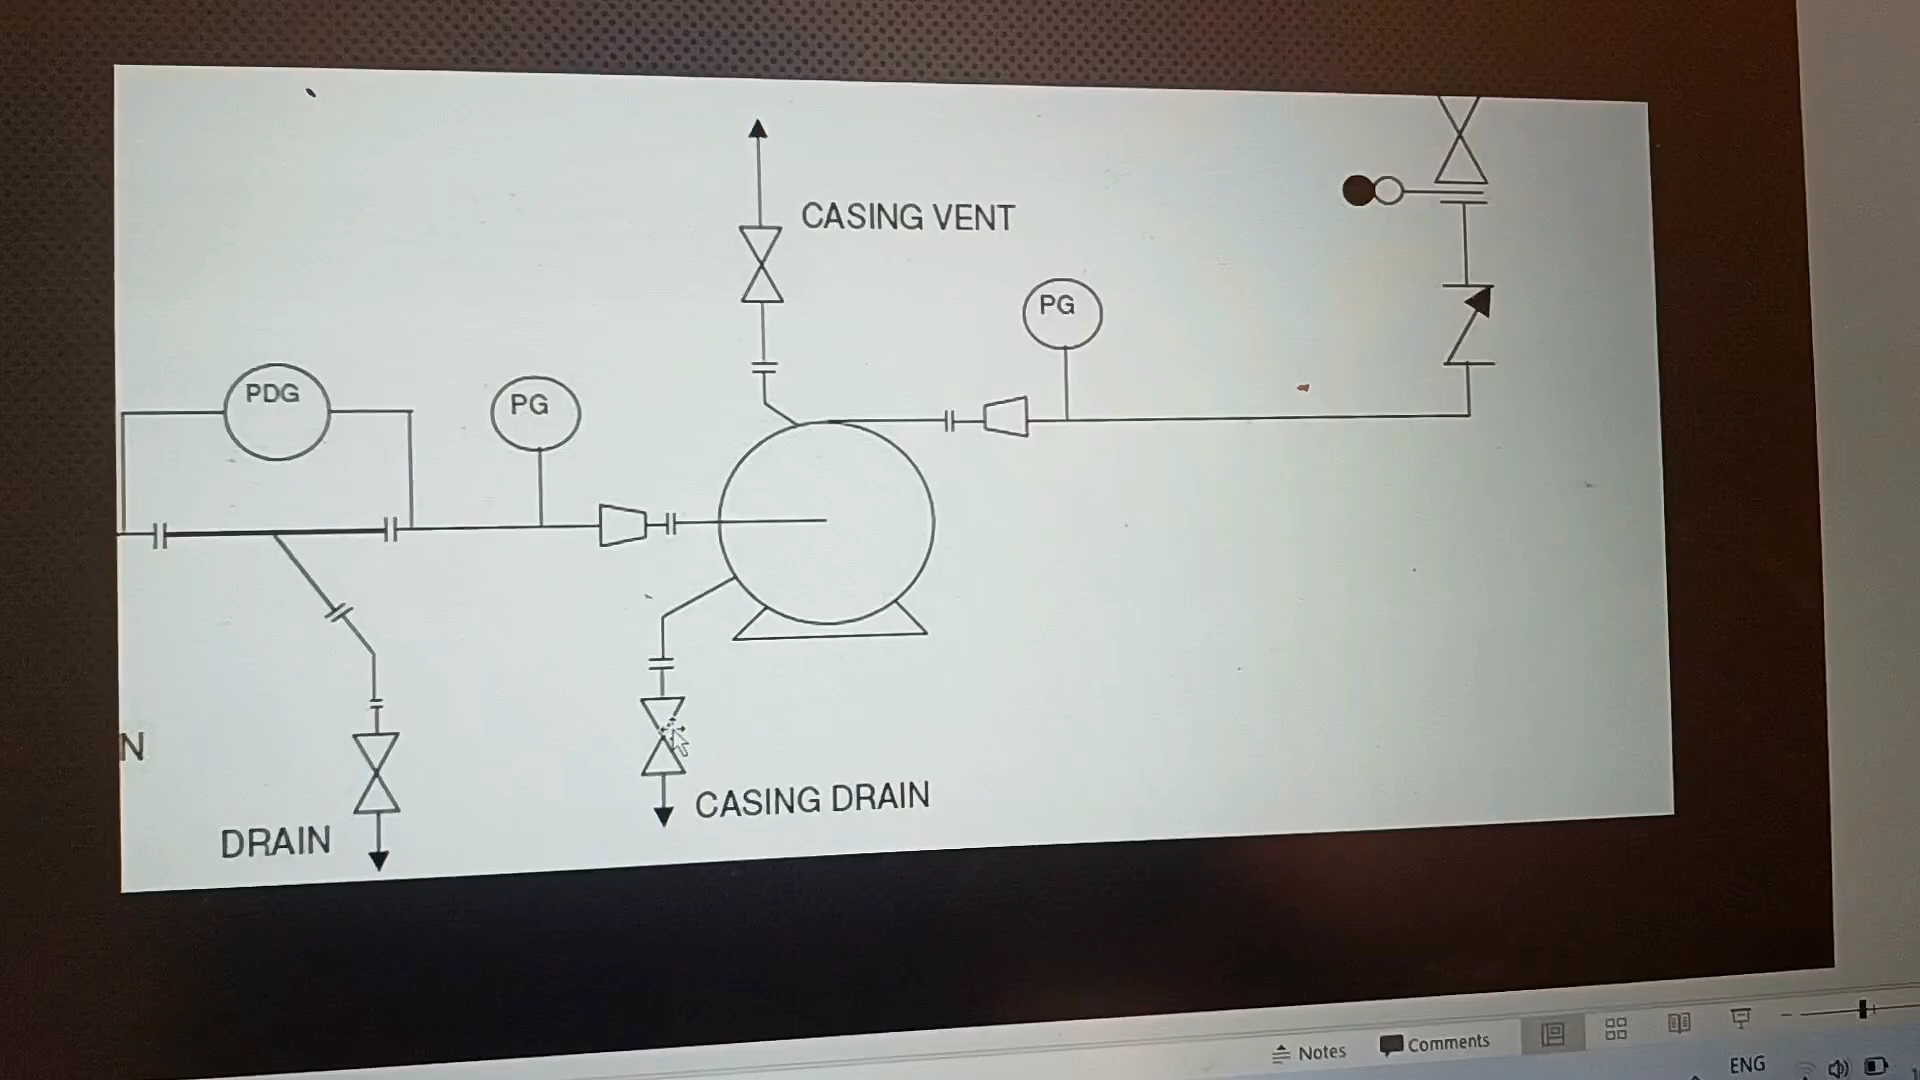 CASING VENT
PG
PDG
PG
N
CASING DRAIN
DRAIN
Notes
Comments
ENG